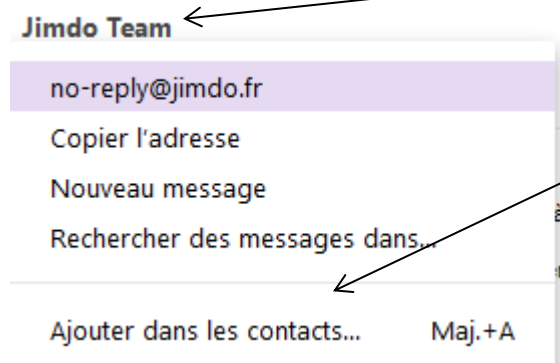 Jimdo Team
no-reply@jimdo.fr
Copier l'adresse
Nouveau message
Rechercher des messages dans...
Ajouter dans les contacts... Maj.+A